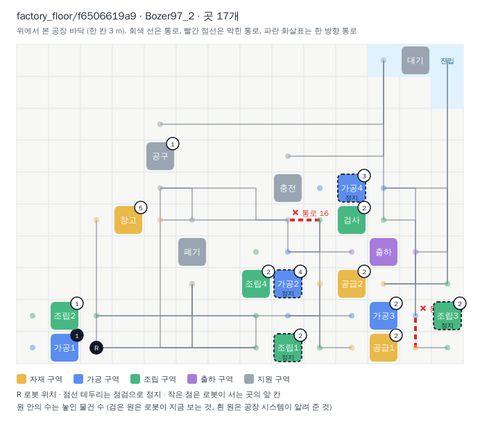 factory_floor/f6506619a9 · Bozer97_2 · 곳 17개
위에서 본 공장 바닥 (한 칸 3 m). 회색 선은 통로, 빨간 점선은 막힌 통로, 파란 화살표는 한 방향 통로
대기
진입
공구
1
충전
가공4
정지
3
창고
5
✖ 통로 16
검사
2
폐기
출하
조립4
2
가공2
정지
4
공급2
2
조립2
1
가공3
2
✖
조립3
정지
2
가공1
1
R
조립1
정지
2
공급1
2
자재 구역
가공 구역
조립 구역
출하 구역
지원 구역
R 로봇 위치 · 점선 테두리는 점검으로 정지 · 작은 점은 로봇이 서는 곳의 앞 칸
원 안의 수는 놓인 물건 수 (검은 원은 로봇이 지금 보는 것, 흰 원은 공장 시스템이 알려 준 것)